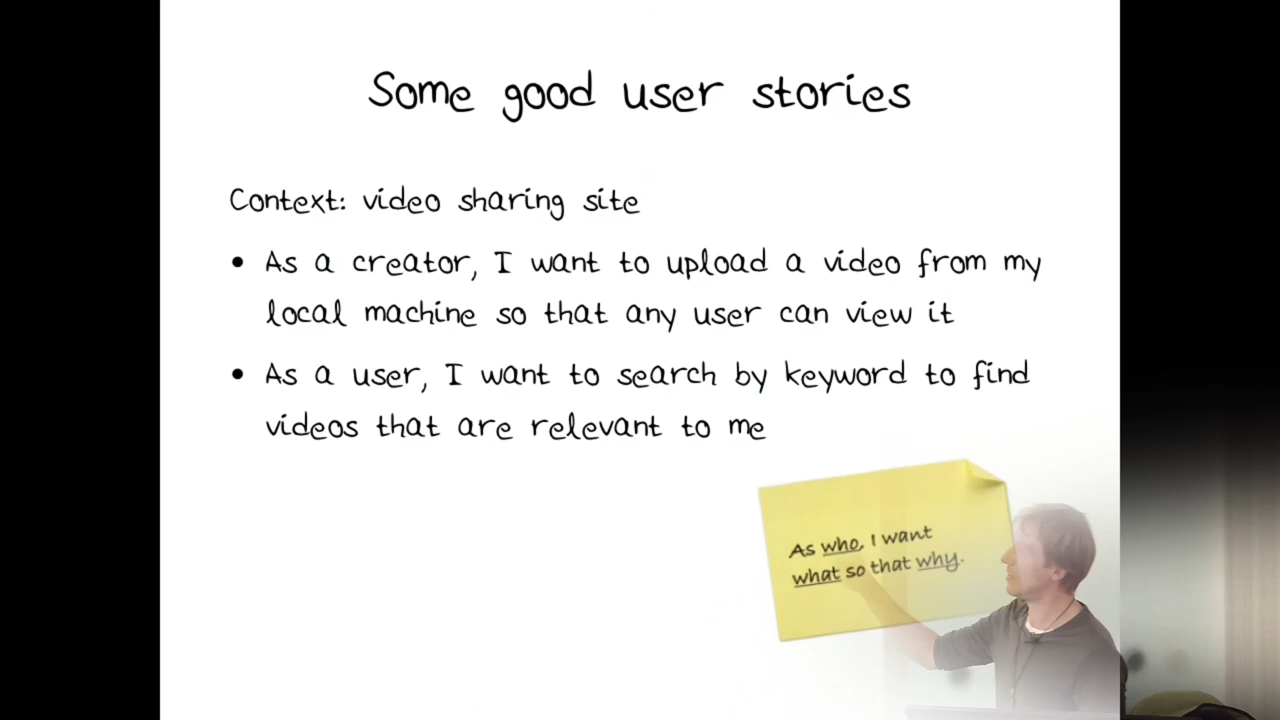 Some good user stories
Context: video sharing site
• As a creator, I want to upload a video from my
local machine so that any user can view it
• As a user, I want to search by keyword to find
videos that are relevant to me
As who, I want
what so that why.